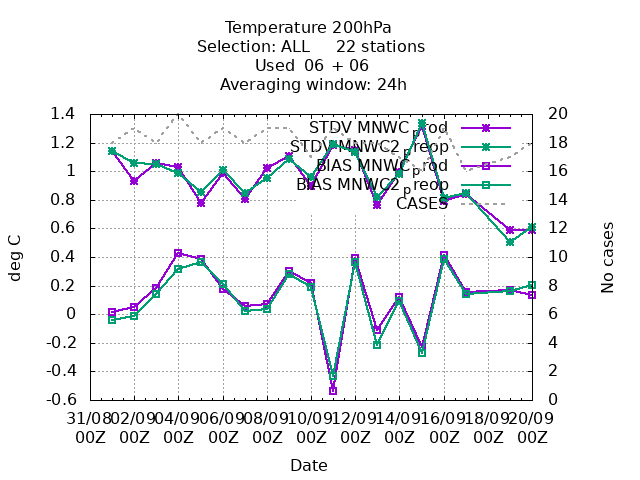 Temperature 200hPa
Selection: ALL 22 stations
Used 06 + 06
Averaging window: 24h
1.4
1.2
1
0.8
0.6
0.4
0.2
0
-0.2
-0.4
-0.6
deg C
STDV MNWC_prod
STDV MNWC2_preop
BIAS MNWC_prod
BIAS MNWC2_preop
CASES
20
18
16
14
12
10
8
6
4
2
0
No cases
31/08 02/09 04/09 06/09 08/09 10/09 12/09 14/09 16/09 18/09 20/09
00Z 00Z 00Z 00Z 00Z 00Z 00Z 00Z 00Z 00Z 00Z
Date